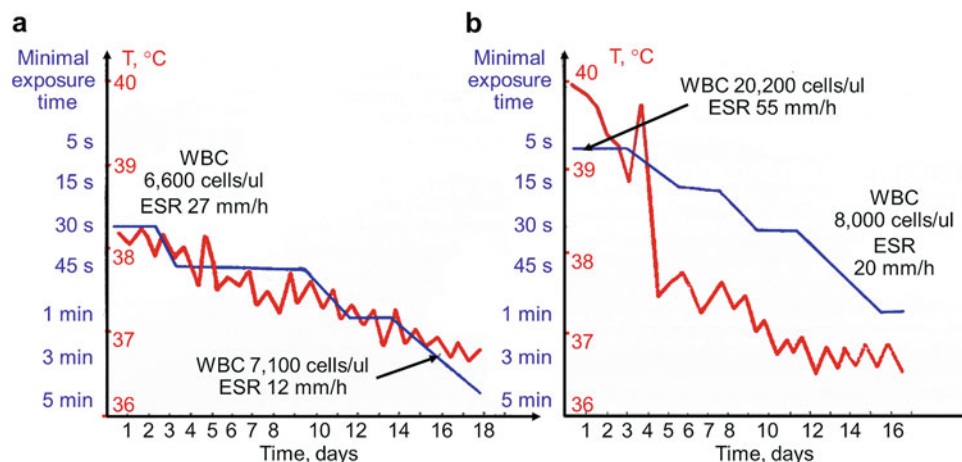 a
Minimal
exposure
time
T, °C
40
5 s
39
15 s
WBC
6,600 cells/ul
ESR 27 mm/h
30 s
38
45 s
1 min
37
3 min
WBC 7,100 cells/ul
ESR 12 mm/h
5 min
36
1 2 3 4 5 6 7 8 10 12 14 16 18
Time, days
b
Minimal
exposure
time
T, °C
40
WBC 20,200 cells/ul
ESR 55 mm/h
5 s
39
15 s
WBC
8,000 cells/ul
ESR
20 mm/h
30 s
38
45 s
1 min
37
3 min
5 min
36
1 2 3 4 5 6 7 8 10 12 14 16
Time, days